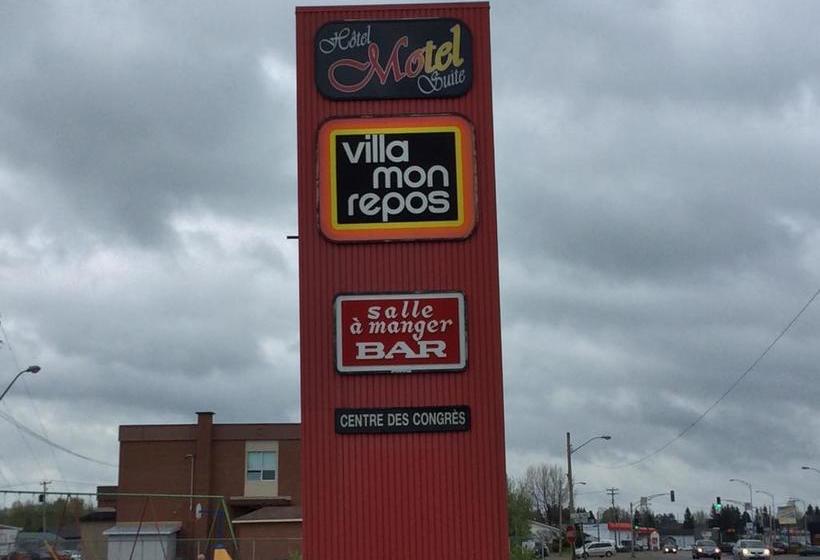 Hôtel
Motel
Suite
villa
mon
repos
salle
à manger
BAR
CENTRE DES CONGRÈS